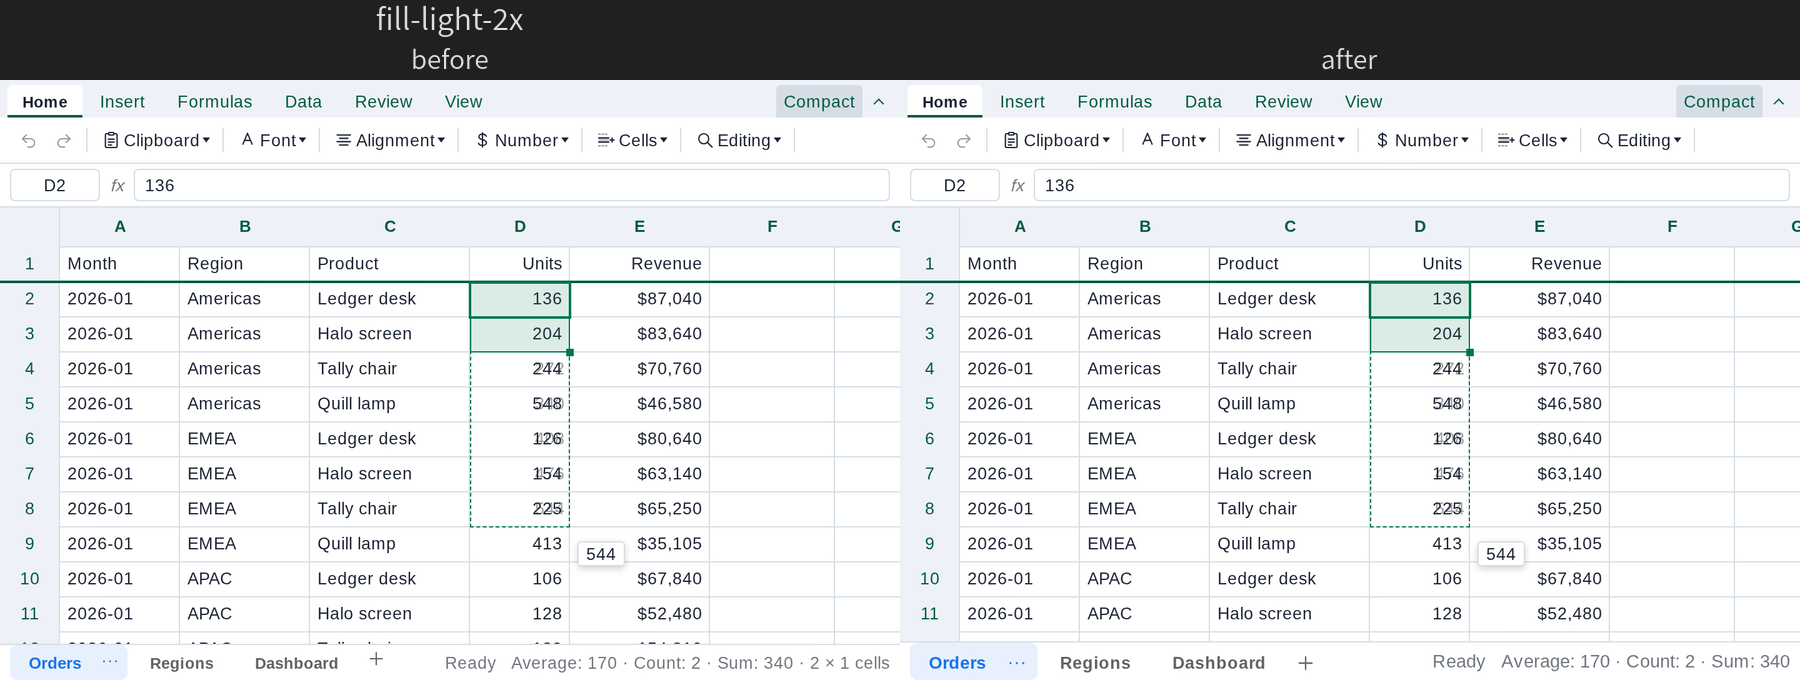 fill-light-2x
before
after
Home Insert Formulas Data Review View Compact
Clipboard Font Alignment Number Cells Editing
D2 fx 136
A B C D E F G
1 Month Region Product Units Revenue
2 2026-01 Americas Ledger desk 136 $87,040
3 2026-01 Americas Halo screen 204 $83,640
4 2026-01 Americas Tally chair 244 $70,760
5 2026-01 Americas Quill lamp 548 $46,580
6 2026-01 EMEA Ledger desk 126 $80,640
7 2026-01 EMEA Halo screen 154 $63,140
8 2026-01 EMEA Tally chair 225 $65,250
9 2026-01 EMEA Quill lamp 413 $35,105
544
10 2026-01 APAC Ledger desk 106 $67,840
11 2026-01 APAC Halo screen 128 $52,480
Orders ··· Regions Dashboard + Ready Average: 170 · Count: 2 · Sum: 340 · 2 × 1 cells
Home Insert Formulas Data Review View Compact
Clipboard Font Alignment Number Cells Editing
D2 fx 136
A B C D E F G
1 Month Region Product Units Revenue
2 2026-01 Americas Ledger desk 136 $87,040
3 2026-01 Americas Halo screen 204 $83,640
4 2026-01 Americas Tally chair 244 $70,760
5 2026-01 Americas Quill lamp 548 $46,580
6 2026-01 EMEA Ledger desk 126 $80,640
7 2026-01 EMEA Halo screen 154 $63,140
8 2026-01 EMEA Tally chair 225 $65,250
9 2026-01 EMEA Quill lamp 413 $35,105
544
10 2026-01 APAC Ledger desk 106 $67,840
11 2026-01 APAC Halo screen 128 $52,480
Orders ··· Regions Dashboard + Ready Average: 170 · Count: 2 · Sum: 340